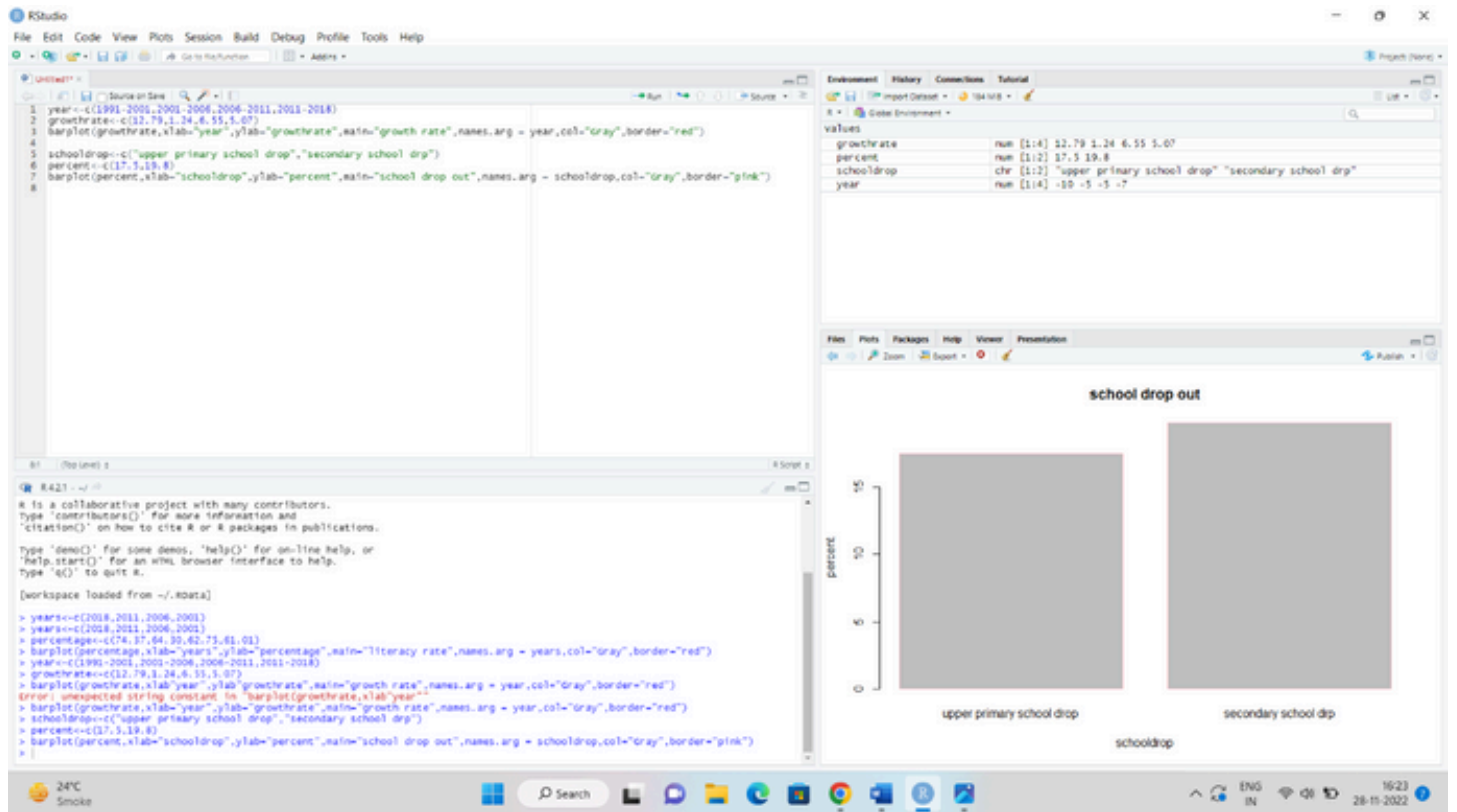 RStudio
File Edit Code View Plots Session Build Debug Profile Tools Help
Go to file/function Addins
Project: (None)
Untitled1*
Source on Save Run Source
1 year<-c(1991-2001,2001-2006,2006-2011,2011-2018)
2 growthrate<-c(12.79,1.24,6.55,5.07)
3 barplot(growthrate,xlab="year",ylab="growthrate",main="growth rate",names.arg = year,col="Gray",border="red")
4
5 schooldrop<-c("upper primary school drop","secondary school drp")
6 percent<-c(17.5,19.8)
7 barplot(percent,xlab="schooldrop",ylab="percent",main="school drop out",names.arg = schooldrop,col="Gray",border="pink")
8
8:1 (Top Level) R Script
R 4.2.1 · ~/
R is a collaborative project with many contributors.
Type 'contributors()' for more information and
'citation()' on how to cite R or R packages in publications.
Type 'demo()' for some demos, 'help()' for on-line help, or
'help.start()' for an HTML browser interface to help.
Type 'q()' to quit R.
[workspace loaded from ~/.RData]
> years<-c(2018,2011,2006,2001)
> years<-c(2018,2011,2006,2001)
> percentage<-c(74.37,64.30,62.75,61.01)
> barplot(percentage,xlab="years",ylab="percentage",main="literacy rate",names.arg = years,col="Gray",border="red")
> year<-c(1991-2001,2001-2006,2006-2011,2011-2018)
> growthrate<-c(12.79,1.24,6.55,5.07)
> barplot(growthrate,xlab"year",ylab"growthrate",main="growth rate",names.arg = year,col="Gray",border="red")
Error: unexpected string constant in "barplot(growthrate,xlab"year""
> barplot(growthrate,xlab="year",ylab="growthrate",main="growth rate",names.arg = year,col="Gray",border="red")
> schooldrop<-c("upper primary school drop","secondary school drp")
> percent<-c(17.5,19.8)
> barplot(percent,xlab="schooldrop",ylab="percent",main="school drop out",names.arg = schooldrop,col="Gray",border="pink")
>
Environment History Connections Tutorial
Import Dataset 184 MiB List
R Global Environment
values
growthrate num [1:4] 12.79 1.24 6.55 5.07
percent num [1:2] 17.5 19.8
schooldrop chr [1:2] "upper primary school drop" "secondary school drp"
year num [1:4] -10 -5 -5 -7
Files Plots Packages Help Viewer Presentation
Zoom Export Publish
school drop out
percent
15
10
5
0
upper primary school drop secondary school drp
schooldrop
24°C
Smoke
Search
ENG
IN
16:23
28-11-2022